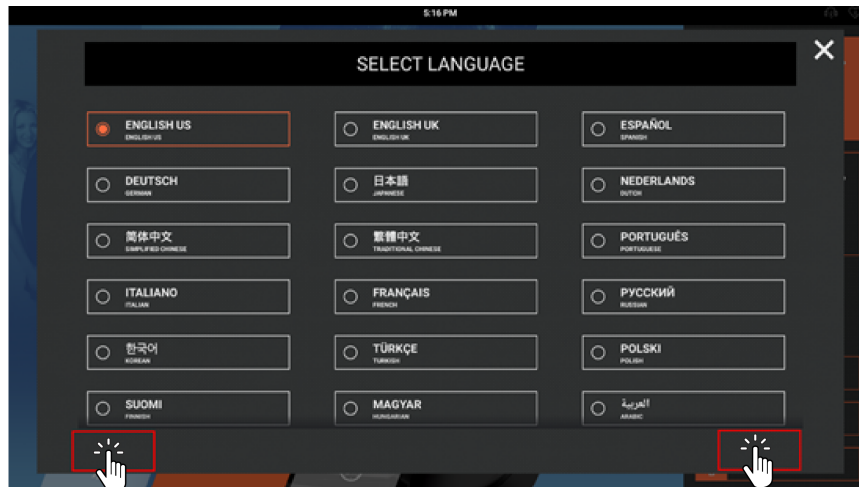 5:16 PM
SELECT LANGUAGE
ENGLISH US
ENGLISH US
ENGLISH UK
ENGLISH UK
ESPAÑOL
SPANISH
DEUTSCH
GERMAN
日本語
JAPANESE
NEDERLANDS
DUTCH
简体中文
SIMPLIFIED CHINESE
繁體中文
TRADITIONAL CHINESE
PORTUGUÊS
PORTUGUESE
ITALIANO
ITALIAN
FRANÇAIS
FRENCH
РУССКИЙ
RUSSIAN
한국어
KOREAN
TÜRKÇE
TURKISH
POLSKI
POLISH
SUOMI
FINNISH
MAGYAR
HUNGARIAN
العربية
ARABIC